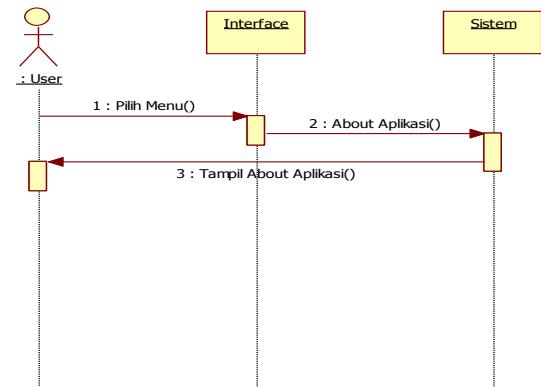 Interface
Sistem
: User
1 : Pilih Menu()
2 : About Aplikasi()
3 : Tampil About Aplikasi()